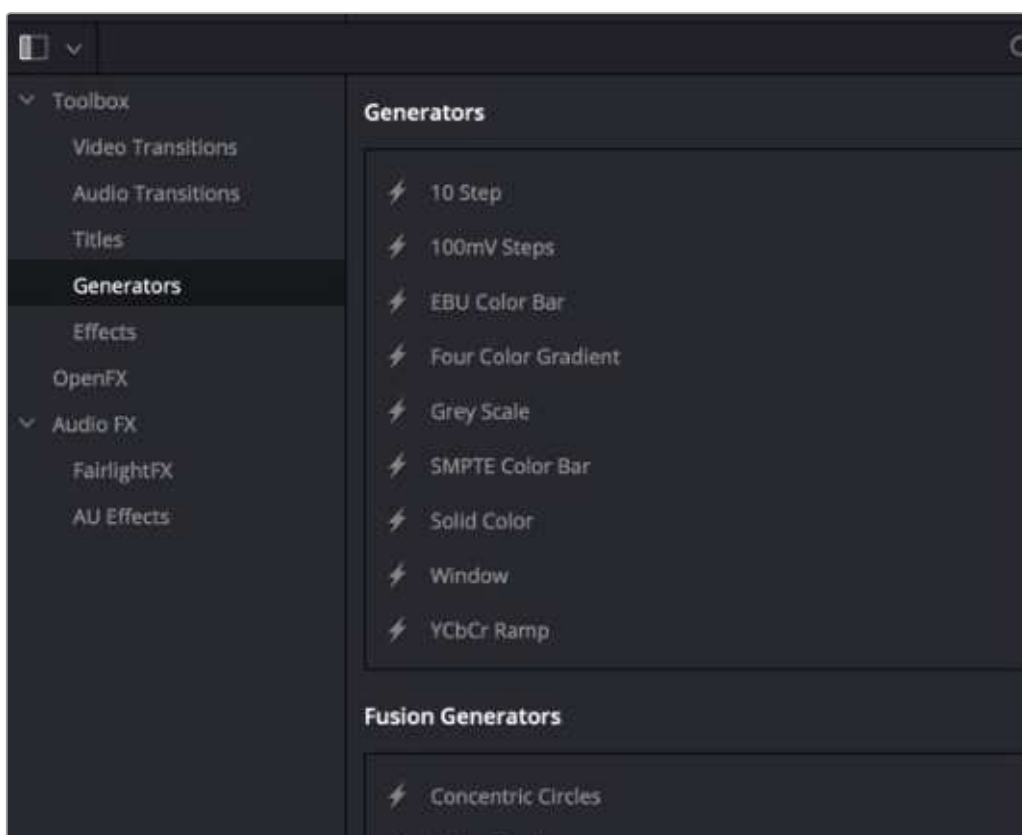 Toolbox
Video Transitions
Audio Transitions
Titles
Generators
Effects
OpenFX
Audio FX
FairlightFX
AU Effects
Generators
10 Step
100mV Steps
EBU Color Bar
Four Color Gradient
Grey Scale
SMPTE Color Bar
Solid Color
Window
YCbCr Ramp
Fusion Generators
Concentric Circles